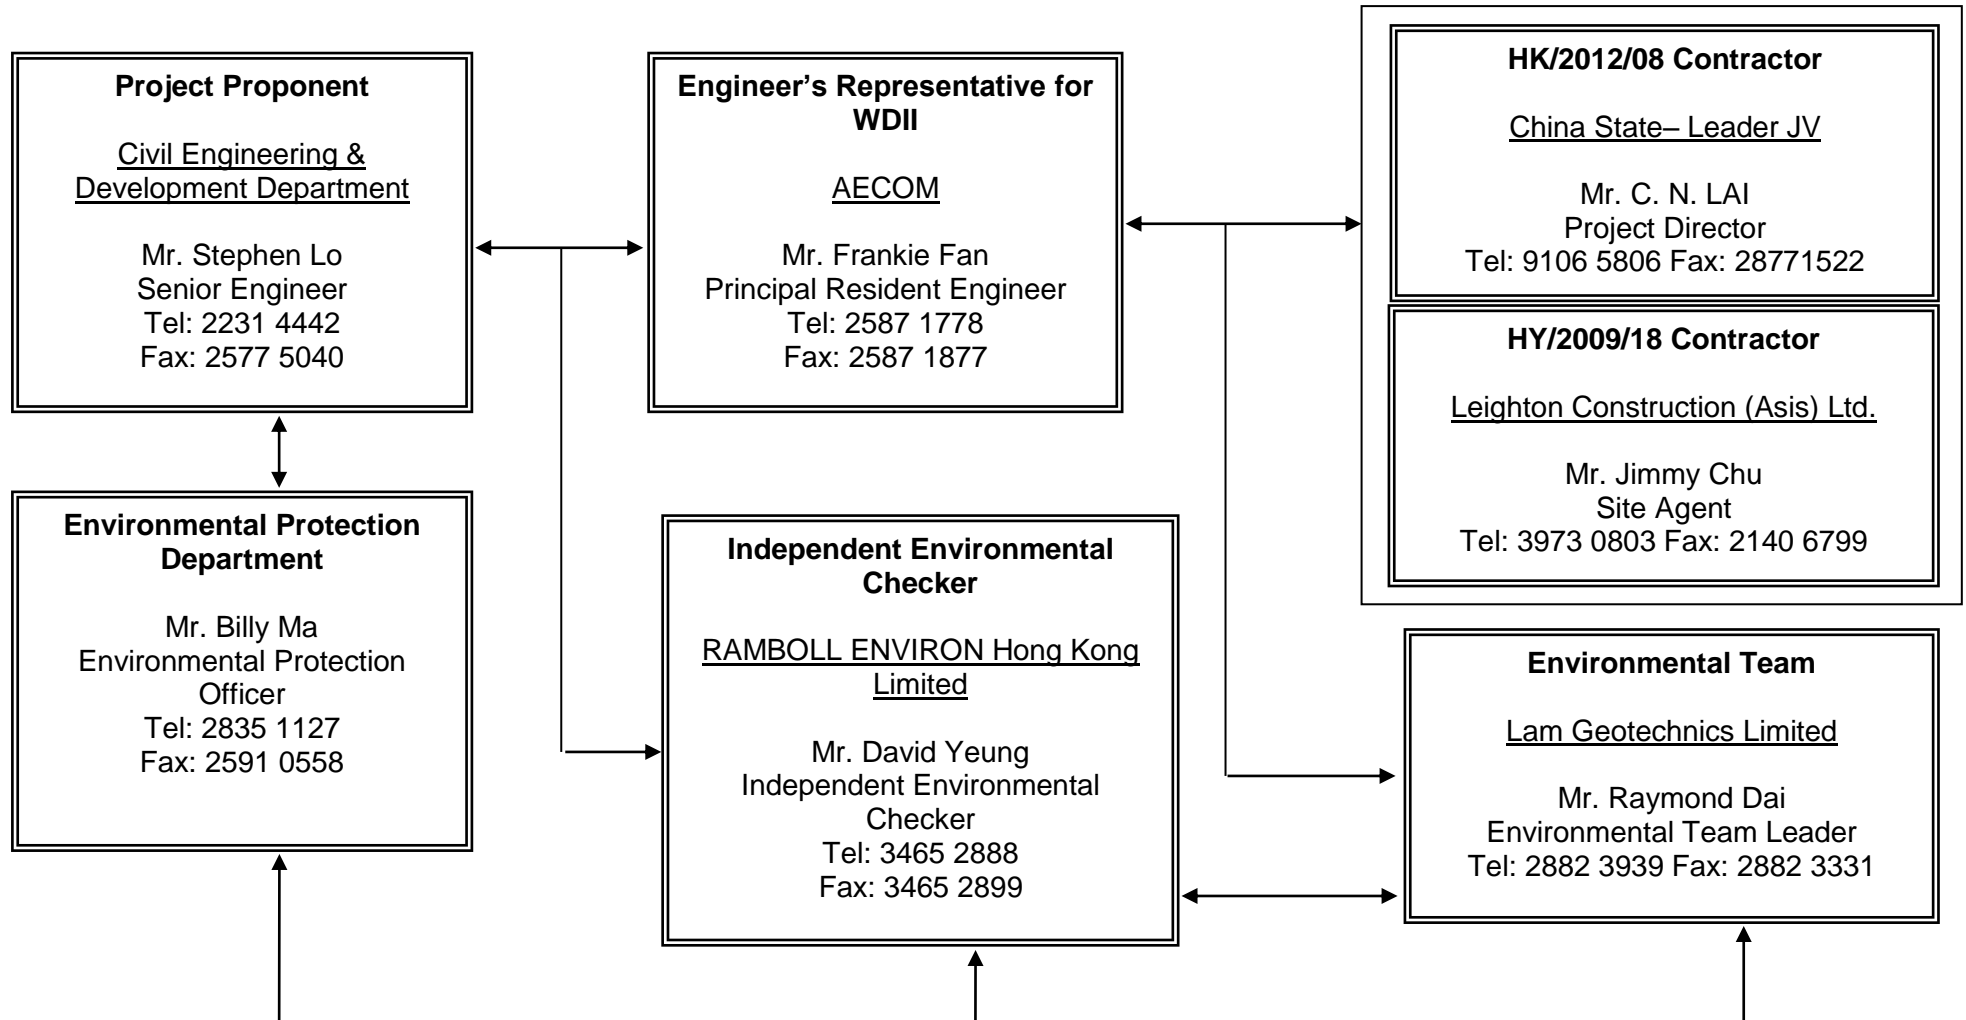 Project Proponent
Civil Engineering &
Development Department
Mr. Stephen Lo
Senior Engineer
Tel: 2231 4442
Fax: 2577 5040
Engineer’s Representative for
WDII
AECOM
Mr. Frankie Fan
Principal Resident Engineer
Tel: 2587 1778
Fax: 2587 1877
HK/2012/08 Contractor
China State– Leader JV
Mr. C. N. LAI
Project Director
Tel: 9106 5806 Fax: 28771522
HY/2009/18 Contractor
Leighton Construction (Asis) Ltd.
Mr. Jimmy Chu
Site Agent
Tel: 3973 0803 Fax: 2140 6799
Environmental Protection
Department
Mr. Billy Ma
Environmental Protection
Officer
Tel: 2835 1127
Fax: 2591 0558
Independent Environmental
Checker
RAMBOLL ENVIRON Hong Kong
Limited
Mr. David Yeung
Independent Environmental
Checker
Tel: 3465 2888
Fax: 3465 2899
Environmental Team
Lam Geotechnics Limited
Mr. Raymond Dai
Environmental Team Leader
Tel: 2882 3939 Fax: 2882 3331